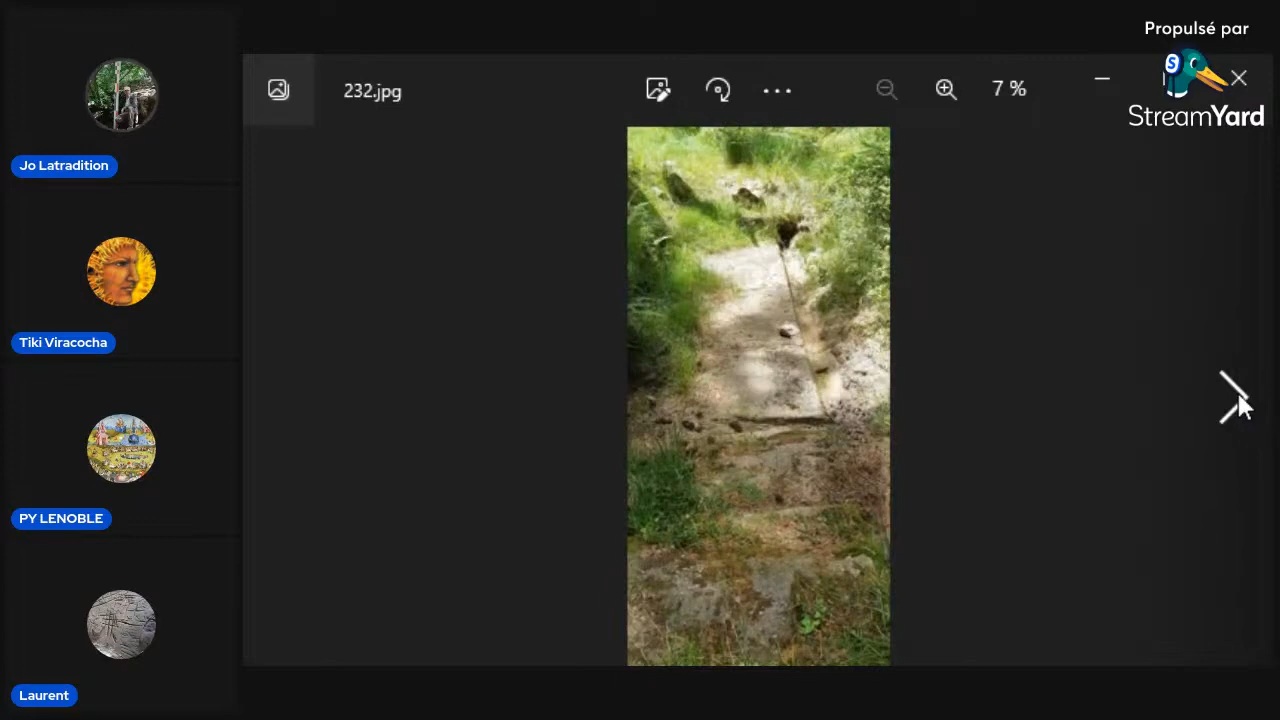 Propulsé par
StreamYard
232.jpg
7 %
Jo Latradition
Tiki Viracocha
PY LENOBLE
Laurent